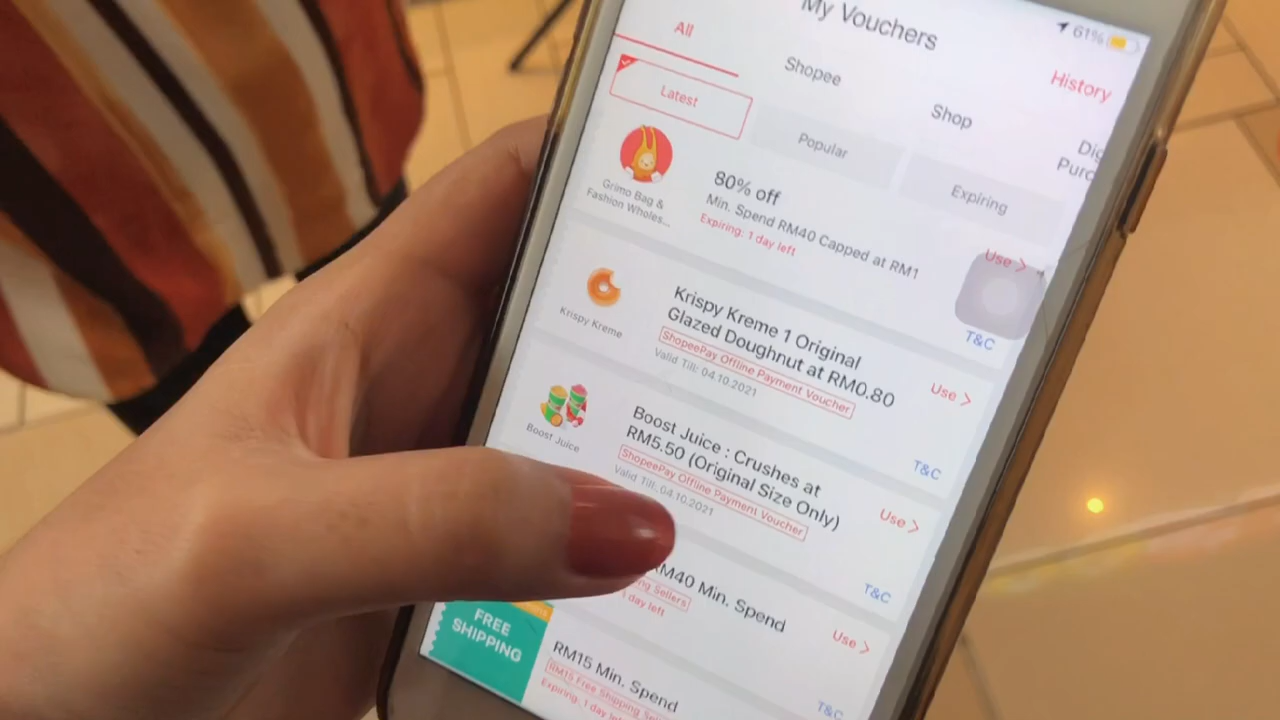 My Vouchers
61%
All
Shopee
Shop
History
Latest
Popular
Expiring
Grimo Bag &
Fashion Wholes...
80% off
Min. Spend RM40 Capped at RM1
Expiring: 1 day left
Use >
T&C
Krispy Kreme
Krispy Kreme 1 Original
Glazed Doughnut at RM0.80
ShopeePay Offline Payment Voucher
Valid Till: 04.10.2021
Use >
T&C
Boost Juice
Boost Juice : Crushes at
RM5.50 (Original Size Only)
ShopeePay Offline Payment Voucher
Valid Till: 04.10.2021
Use >
T&C
RM40 Min. Spend
Sellers
1 day left
Use >
T&C
FREE
SHIPPING
RM15 Min. Spend
RM15 Free Shipping
Expiring: 1 day left